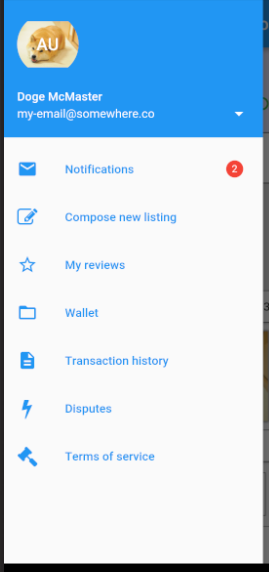 AU
Doge McMaster
my-email@somewhere.co
Notifications 2
Compose new listing
My reviews
Wallet
Transaction history
Disputes
Terms of service